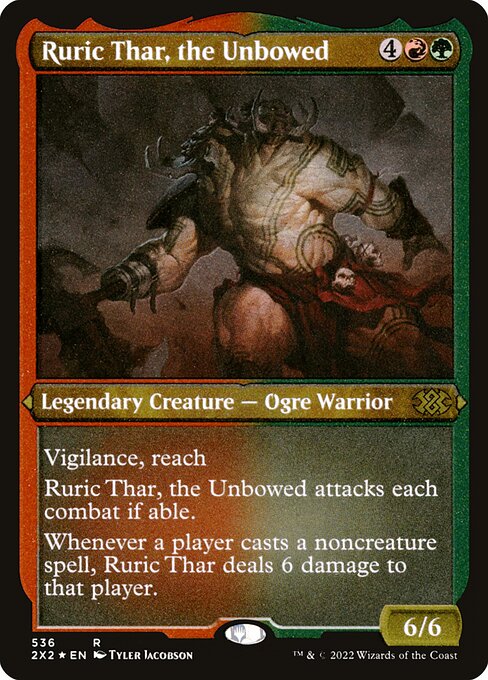 Ruric Thar, the Unbowed 4
Legendary Creature — Ogre Warrior
Vigilance, reach
Ruric Thar, the Unbowed attacks each
combat if able.
Whenever a player casts a noncreature
spell, Ruric Thar deals 6 damage to
that player.
6/6
536 R
2X2 ★ EN Tyler Jacobson
™ & © 2022 Wizards of the Coast